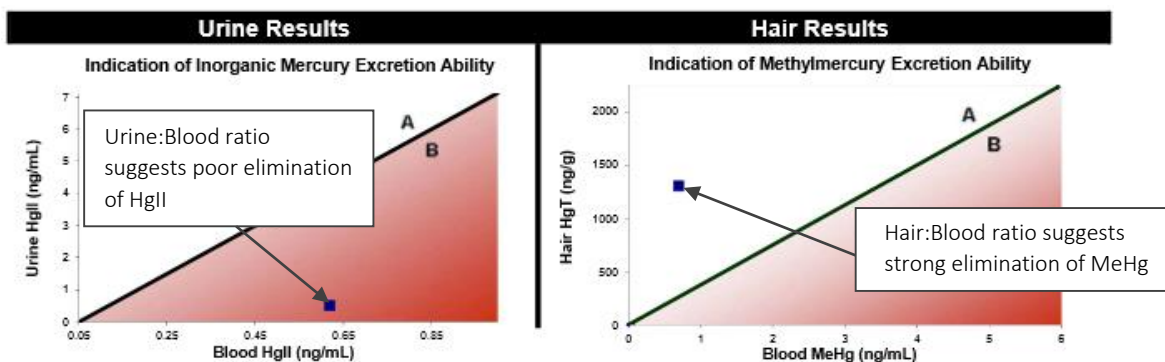 Urine Results
Indication of Inorganic Mercury Excretion Ability
7
6
5
4
3
2
1
0
Urine HgII (ng/mL)
A
B
Urine:Blood ratio
suggests poor elimination
of HgII
0.05 0.25 0.45 0.65 0.85
Blood HgII (ng/mL)
Hair Results
Indication of Methylmercury Excretion Ability
2000
1500
1000
500
0
Hair HgT (ng/g)
A
B
Hair:Blood ratio suggests
strong elimination of MeHg
0 1 2 3 4 5 6
Blood MeHg (ng/mL)